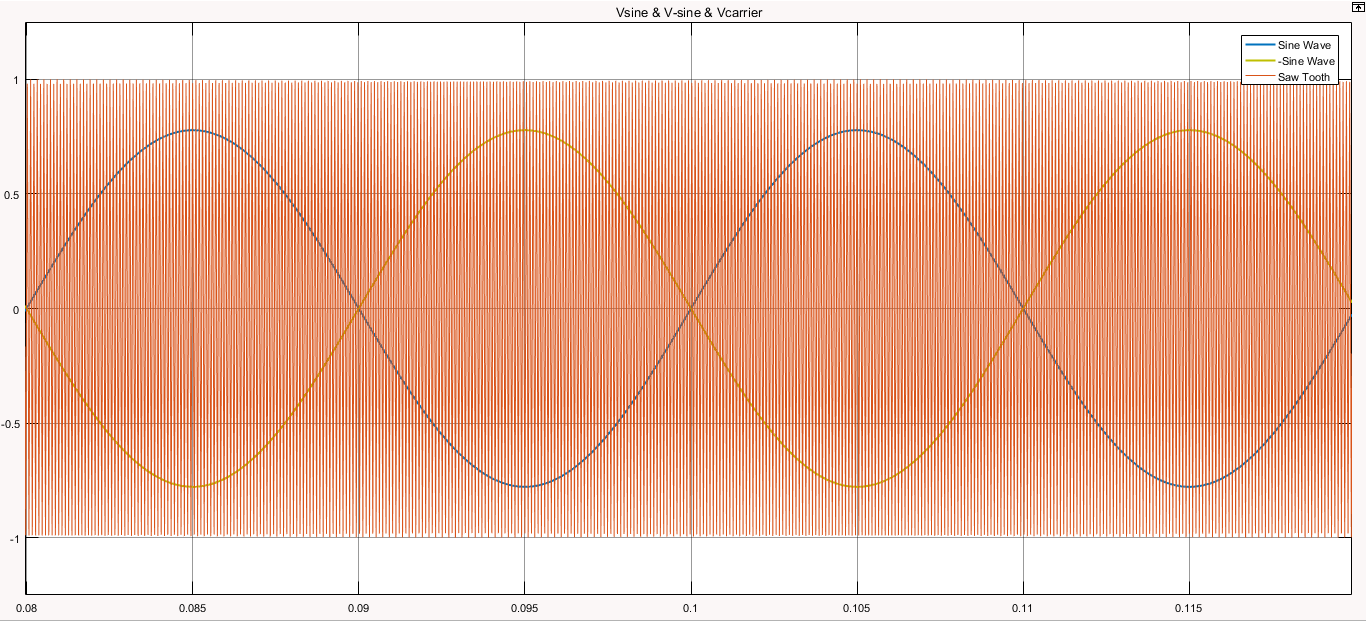 Vsine & V-sine & Vcarrier
Sine Wave
-Sine Wave
Saw Tooth
1
0.5
0
-0.5
-1
0.08 0.085 0.09 0.095 0.1 0.105 0.11 0.115